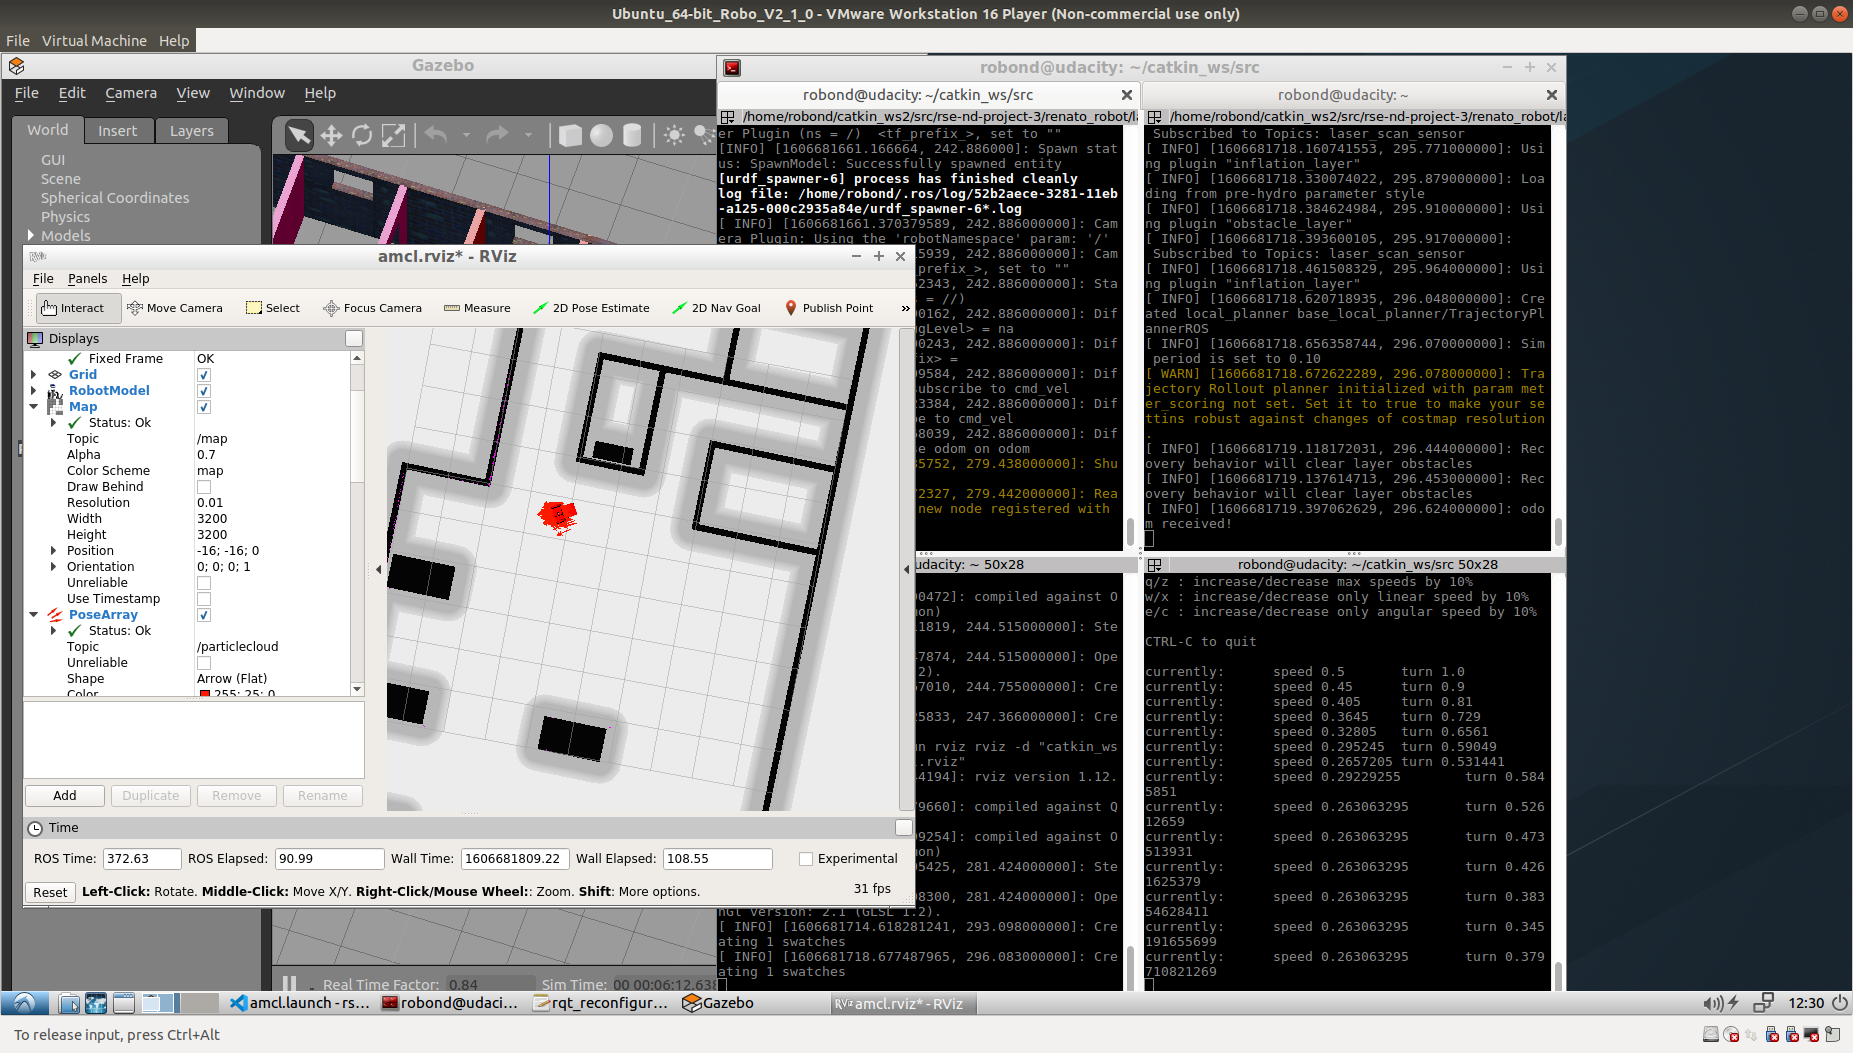 Ubuntu_64-bit_Robo_V2_1_0 - VMware Workstation 16 Player (Non-commercial use only)
File Virtual Machine Help
Gazebo
File Edit Camera View Window Help
World Insert Layers
GUI
Scene
Spherical Coordinates
Physics
Models
robond@udacity: ~/catkin_ws/src
robond@udacity: ~/catkin_ws/src
robond@udacity: ~
/home/robond/catkin_ws2/src/rse-nd-project-3/renato_robot/la
er Plugin (ns = /) <tf_prefix_>, set to ""
[INFO] [1606681661.166664, 242.886000]: Spawn stat
us: SpawnModel: Successfully spawned entity
[urdf_spawner-6] process has finished cleanly
log file: /home/robond/.ros/log/52b2aece-3281-11eb
-a125-000c2935a84e/urdf_spawner-6*.log
[ INFO] [1606681661.370379589, 242.886000000]: Cam
era Plugin: Using the 'robotNamespace' param: '/'
5939, 242.886000000]: Cam
prefix_>, set to ""
2343, 242.886000000]: Sta
= //)
0162, 242.886000000]: Dif
gLevel> = na
0243, 242.886000000]: Dif
ix> =
9584, 242.886000000]: Dif
ubscribe to cmd_vel
3384, 242.886000000]: Dif
e to cmd_vel
8039, 242.886000000]: Dif
e odom on odom
5752, 279.438000000]: Shu
2327, 279.442000000]: Rea
new node registered with
/home/robond/catkin_ws2/src/rse-nd-project-3/renato_robot/la
Subscribed to Topics: laser_scan_sensor
[ INFO] [1606681718.160741553, 295.771000000]: Usi
ng plugin "inflation_layer"
[ INFO] [1606681718.330074022, 295.879000000]: Loa
ding from pre-hydro parameter style
[ INFO] [1606681718.384624984, 295.910000000]: Usi
ng plugin "obstacle_layer"
[ INFO] [1606681718.393600105, 295.917000000]:
Subscribed to Topics: laser_scan_sensor
[ INFO] [1606681718.461508329, 295.964000000]: Usi
ng plugin "inflation_layer"
[ INFO] [1606681718.620718935, 296.048000000]: Cre
ated local_planner base_local_planner/TrajectoryPl
annerROS
[ INFO] [1606681718.656358744, 296.070000000]: Sim
period is set to 0.10
[ WARN] [1606681718.672622289, 296.078000000]: Tra
jectory Rollout planner initialized with param met
er_scoring not set. Set it to true to make your se
ttins robust against changes of costmap resolution
.
[ INFO] [1606681719.118172031, 296.444000000]: Rec
overy behavior will clear layer obstacles
[ INFO] [1606681719.137614713, 296.453000000]: Rec
overy behavior will clear layer obstacles
[ INFO] [1606681719.397062629, 296.624000000]: odo
m received!
amcl.rviz* - RViz
File Panels Help
Interact Move Camera Select Focus Camera Measure 2D Pose Estimate 2D Nav Goal Publish Point »
Displays
Fixed Frame OK
Grid
RobotModel
Map
Status: Ok
Topic /map
Alpha 0.7
Color Scheme map
Draw Behind
Resolution 0.01
Width 3200
Height 3200
Position -16; -16; 0
Orientation 0; 0; 0; 1
Unreliable
Use Timestamp
PoseArray
Status: Ok
Topic /particlecloud
Unreliable
Shape Arrow (Flat)
Color 255; 25; 0
Add Duplicate Remove Rename
Time
ROS Time: 372.63 ROS Elapsed: 90.99 Wall Time: 1606681809.22 Wall Elapsed: 108.55 Experimental
Reset Left-Click: Rotate. Middle-Click: Move X/Y. Right-Click/Mouse Wheel:: Zoom. Shift: More options. 31 fps
udacity: ~ 50x28
0472]: compiled against O
on)
1819, 244.515000000]: Ste
7874, 244.515000000]: Ope
2).
7010, 244.755000000]: Cre
5833, 247.366000000]: Cre
n rviz rviz -d "catkin_ws
.rviz"
4194]: rviz version 1.12.
9660]: compiled against Q
9254]: compiled against O
on)
5425, 281.424000000]: Ste
8300, 281.424000000]: Ope
nGl version: 2.1 (GLSL 1.2).
[ INFO] [1606681714.618281241, 293.098000000]: Cre
ating 1 swatches
[ INFO] [1606681718.677487965, 296.083000000]: Cre
ating 1 swatches
robond@udacity: ~/catkin_ws/src 50x28
q/z : increase/decrease max speeds by 10%
w/x : increase/decrease only linear speed by 10%
e/c : increase/decrease only angular speed by 10%
CTRL-C to quit
currently: speed 0.5 turn 1.0
currently: speed 0.45 turn 0.9
currently: speed 0.405 turn 0.81
currently: speed 0.3645 turn 0.729
currently: speed 0.32805 turn 0.6561
currently: speed 0.295245 turn 0.59049
currently: speed 0.2657205 turn 0.531441
currently: speed 0.29229255 turn 0.584
5851
currently: speed 0.263063295 turn 0.526
12659
currently: speed 0.263063295 turn 0.473
513931
currently: speed 0.263063295 turn 0.426
1625379
currently: speed 0.263063295 turn 0.383
54628411
currently: speed 0.263063295 turn 0.345
191655699
currently: speed 0.263063295 turn 0.379
710821269
Real Time Factor: 0.84 Sim Time: 00 00:06:12.638
amcl.launch - rs... robond@udaci... rqt_reconfigur... Gazebo amcl.rviz* - RViz 12:30
To release input, press Ctrl+Alt